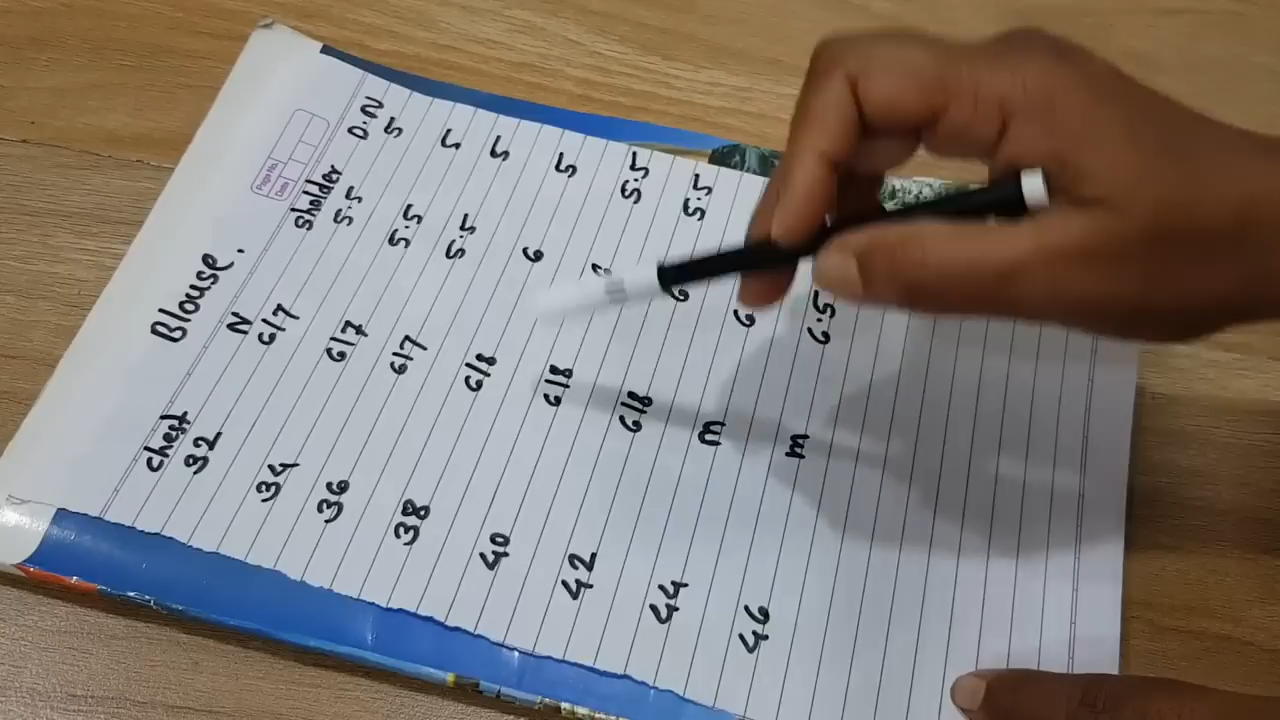 Page No.
Date
Blouse.
chest N sholder D.N
32 6/7 5.5 5
34 6/7 5.5 5
36 6/7 5.5 5
38 6/8 6 5
40 6/8 5.5
42 6/8 6 5.5
44 m 6
46 m 6.5